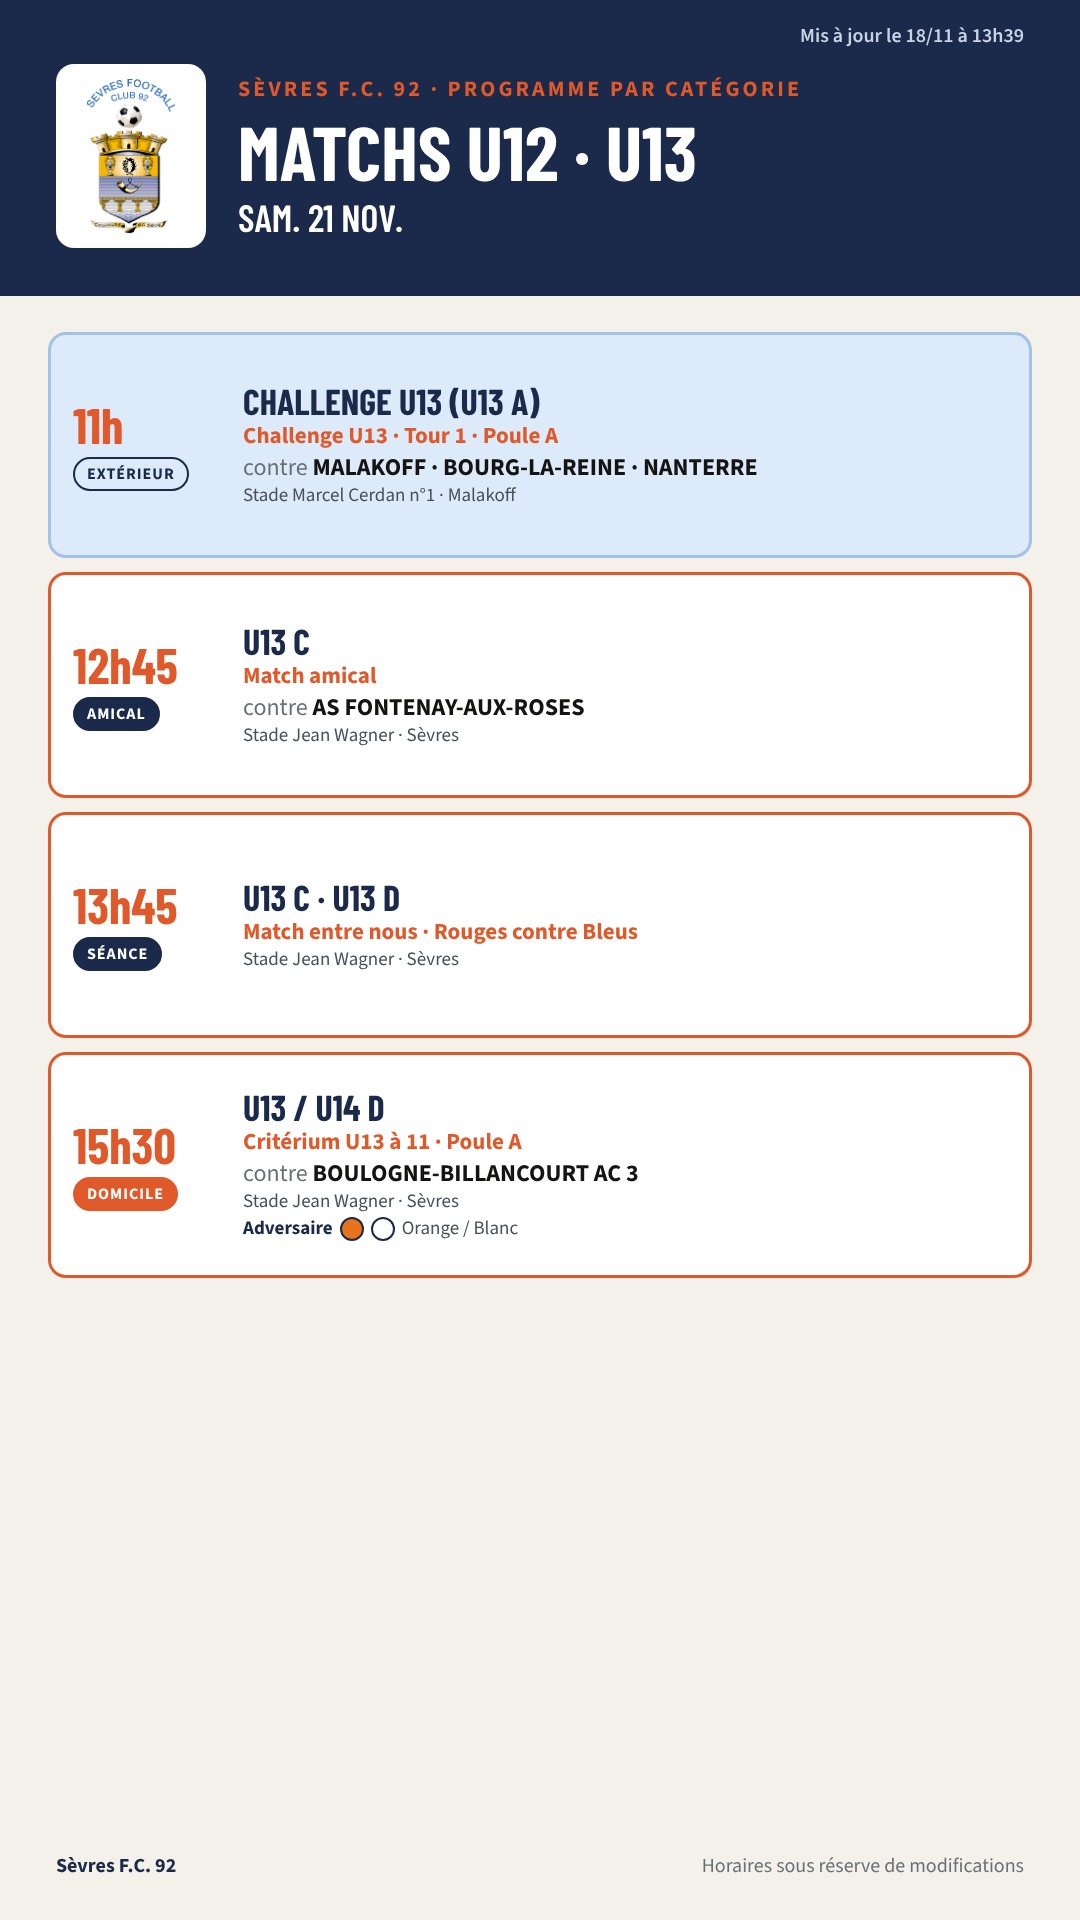 Mis à jour le 18/11 à 13h39
SEVRES FOOTBALL
CLUB 92
SÈVRES F.C. 92 · PROGRAMME PAR CATÉGORIE
MATCHS U12 · U13
SAM. 21 NOV.
11h
EXTÉRIEUR
CHALLENGE U13 (U13 A)
Challenge U13 · Tour 1 · Poule A
contre MALAKOFF · BOURG-LA-REINE · NANTERRE
Stade Marcel Cerdan n°1 · Malakoff
12h45
AMICAL
U13 C
Match amical
contre AS FONTENAY-AUX-ROSES
Stade Jean Wagner · Sèvres
13h45
SÉANCE
U13 C · U13 D
Match entre nous · Rouges contre Bleus
Stade Jean Wagner · Sèvres
15h30
DOMICILE
U13 / U14 D
Critérium U13 à 11 · Poule A
contre BOULOGNE-BILLANCOURT AC 3
Stade Jean Wagner · Sèvres
Adversaire Orange / Blanc
Sèvres F.C. 92
Horaires sous réserve de modifications